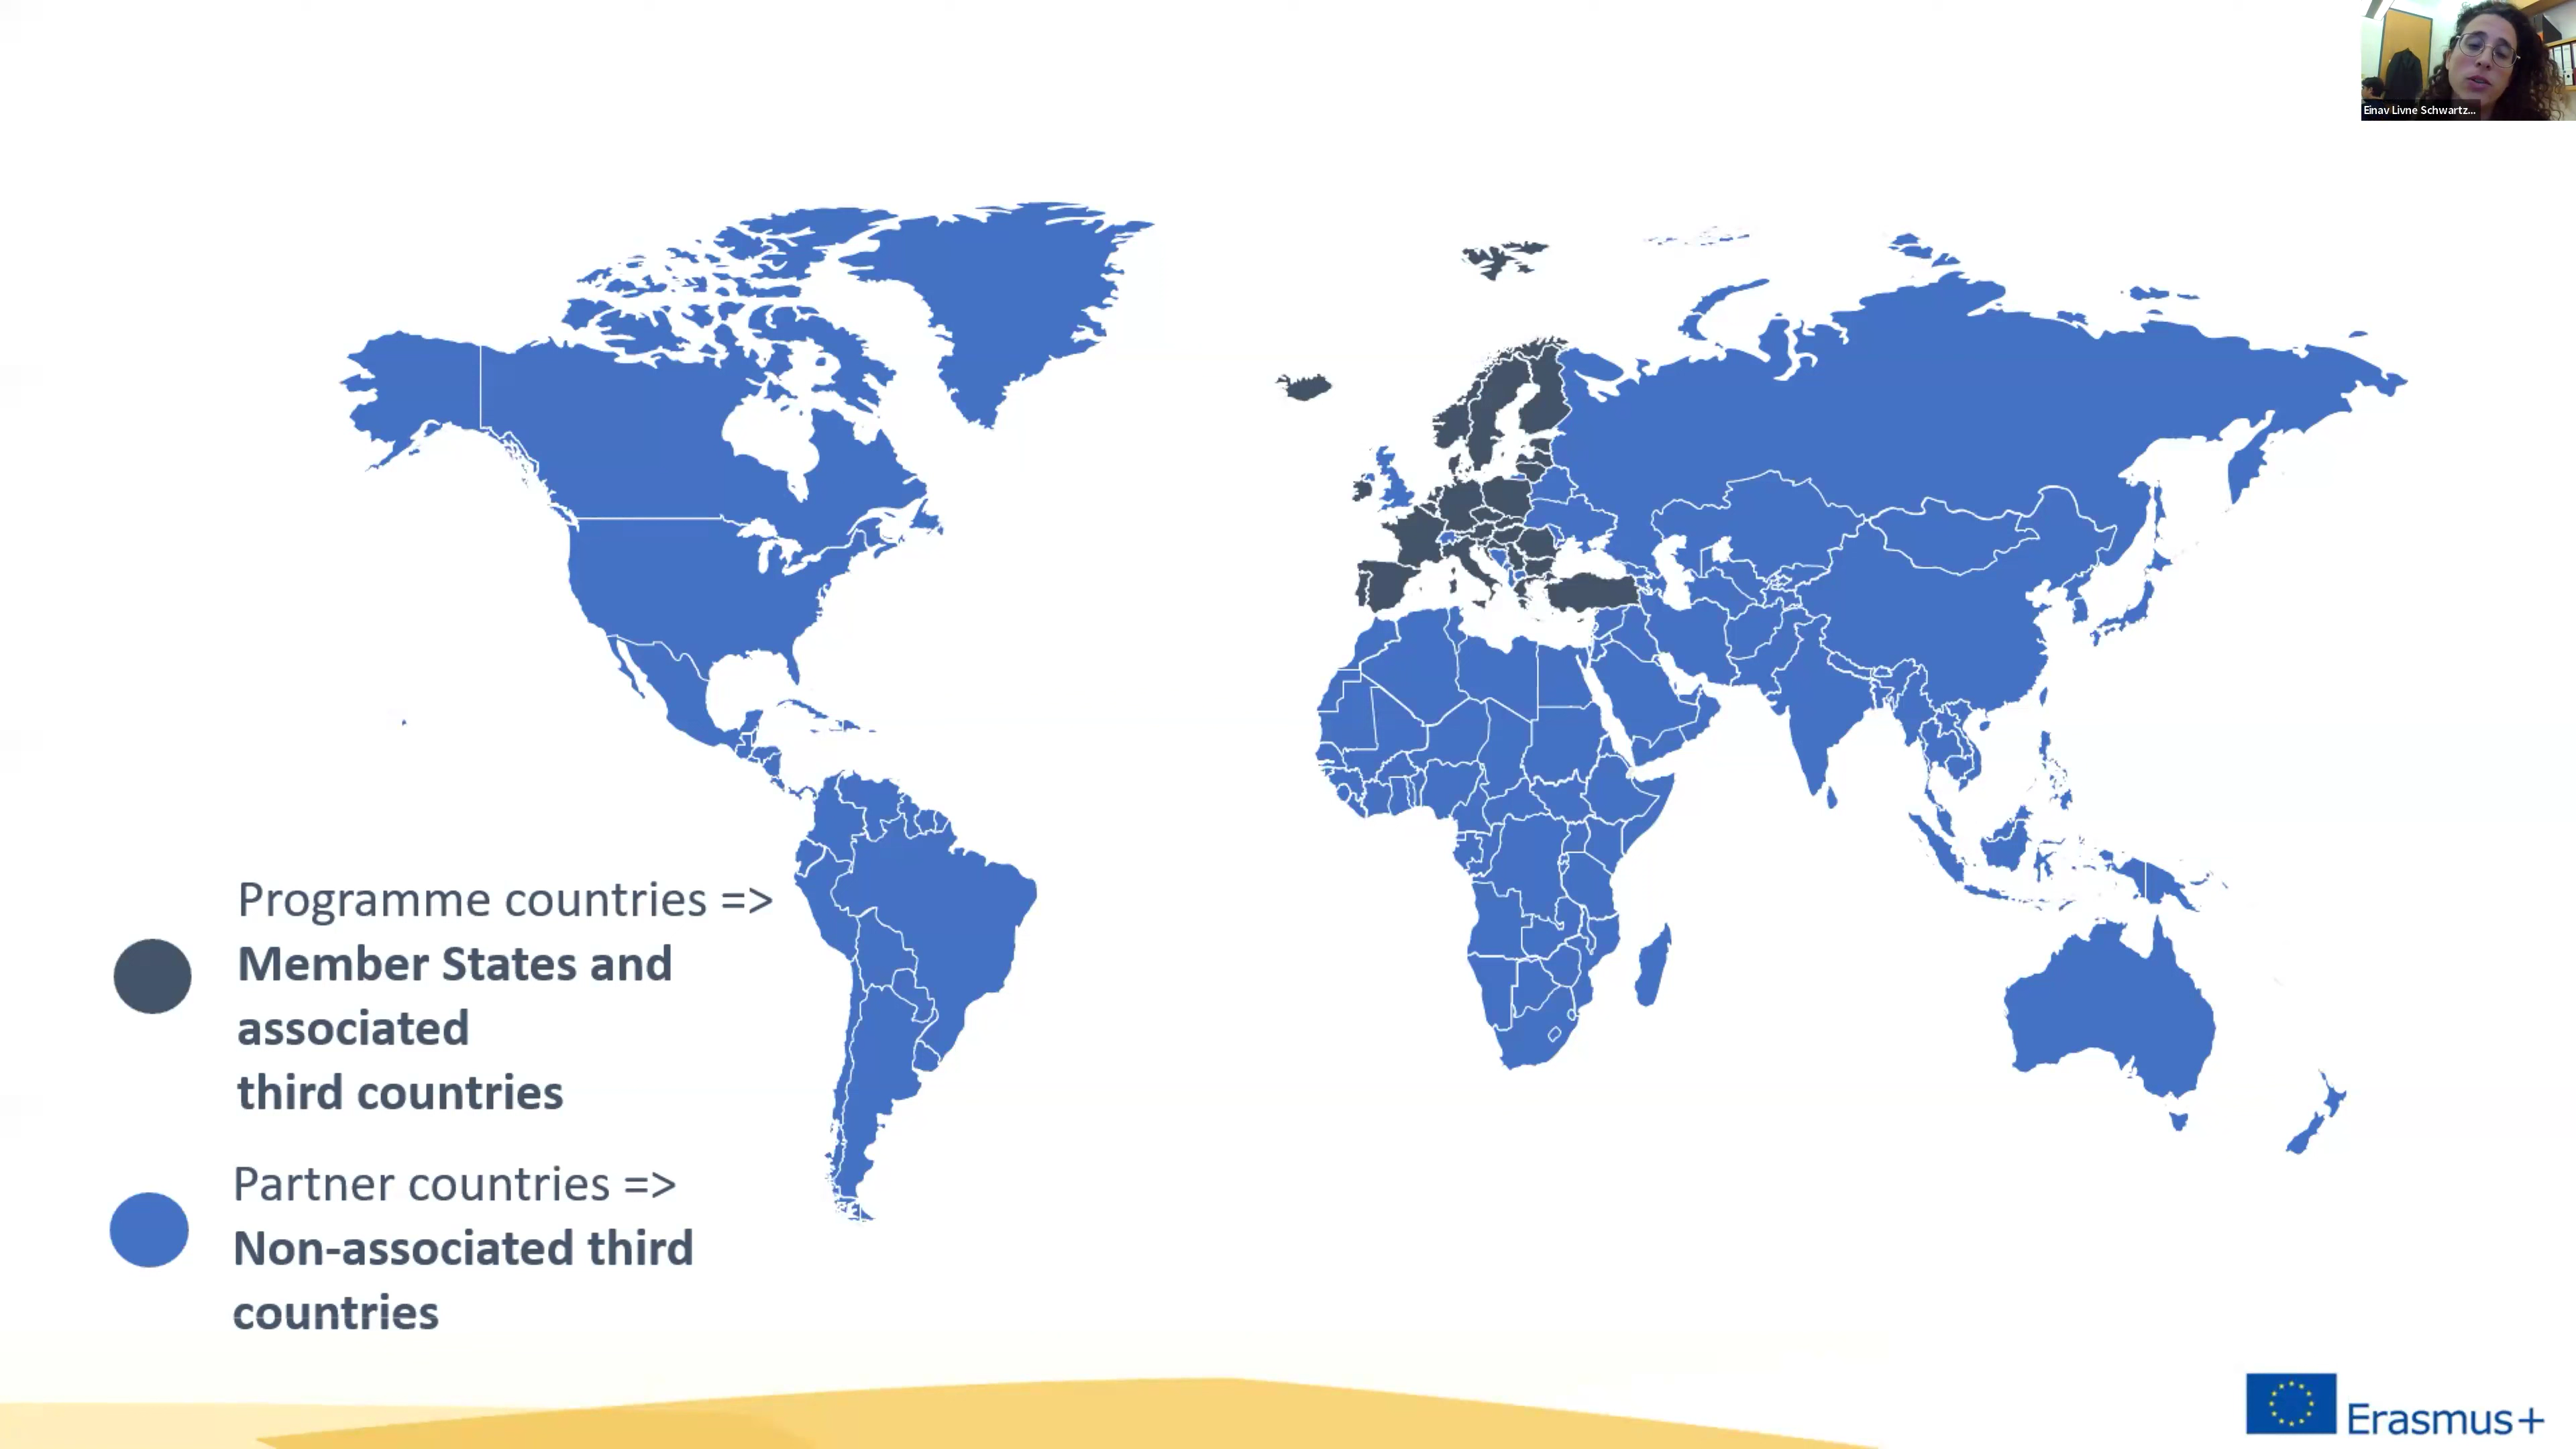 Einav Livne Schwartz...
Programme countries =>
Member States and
associated
third countries
Partner countries =>
Non-associated third
countries
Erasmus+